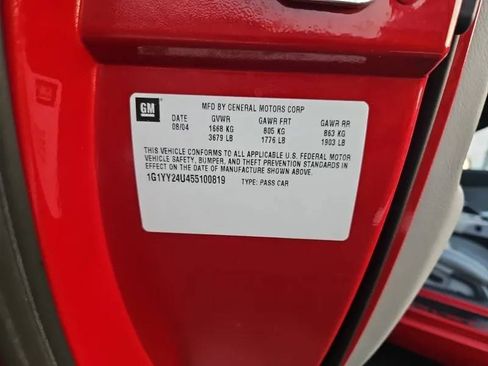 GM
MFD BY GENERAL MOTORS CORP
DATE GVWR GAWR FRT GAWR RR
08/04 1668 KG 805 KG 863 KG
3679 LB 1776 LB 1903 LB
THIS VEHICLE CONFORMS TO ALL APPLICABLE U.S. FEDERAL MOTOR
VEHICLE SAFETY, BUMPER, AND THEFT PREVENTION STANDARDS IN
EFFECT ON THE DATE OF MANUFACTURE SHOWN ABOVE.
1G1YY24U455100819 TYPE: PASS CAR